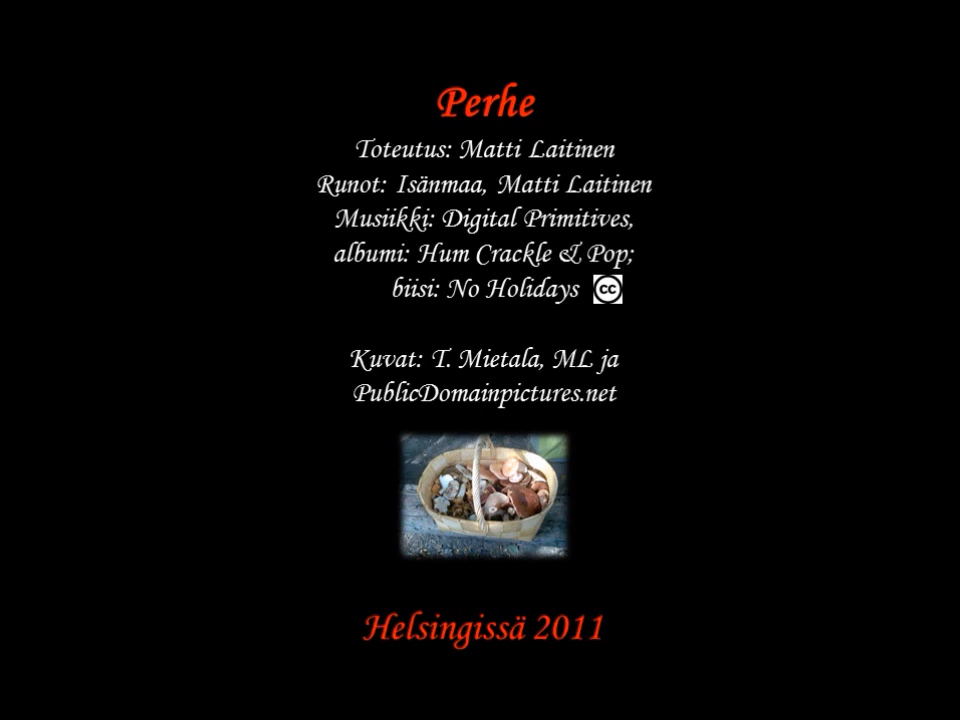 Perhe
Toteutus: Matti Laitinen
Runot: Isänmaa, Matti Laitinen
Musiikki: Digital Primitives,
albumi: Hum Crackle & Pop;
biisi: No Holidays cc
Kuvat: T. Mietala, ML ja
PublicDomainpictures.net
Helsingissä 2011